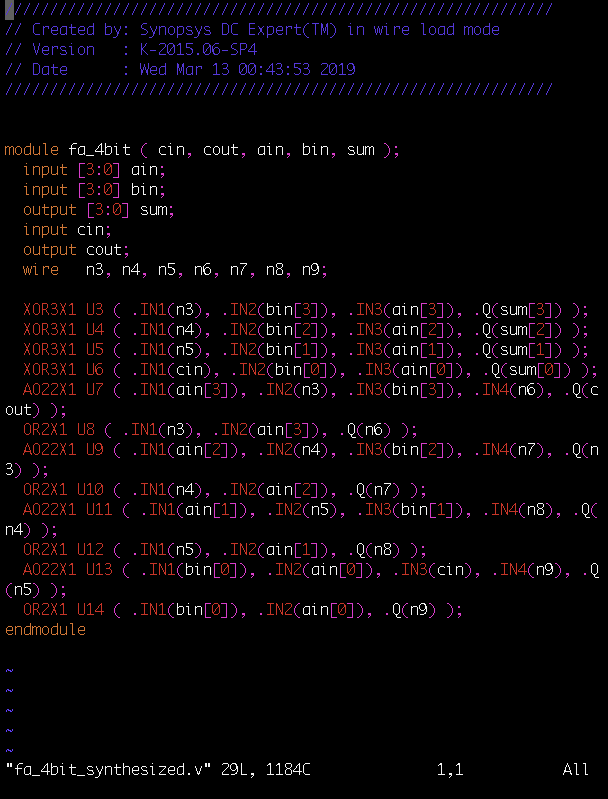 /////////////////////////////////////////////////////////////
// Created by: Synopsys DC Expert(TM) in wire load mode
// Version   : K-2015.06-SP4
// Date      : Wed Mar 13 00:43:53 2019
/////////////////////////////////////////////////////////////
module fa_4bit ( cin, cout, ain, bin, sum );
  input [3:0] ain;
  input [3:0] bin;
  output [3:0] sum;
  input cin;
  output cout;
  wire   n3, n4, n5, n6, n7, n8, n9;
  XOR3X1 U3 ( .IN1(n3), .IN2(bin[3]), .IN3(ain[3]), .Q(sum[3]) );
  XOR3X1 U4 ( .IN1(n4), .IN2(bin[2]), .IN3(ain[2]), .Q(sum[2]) );
  XOR3X1 U5 ( .IN1(n5), .IN2(bin[1]), .IN3(ain[1]), .Q(sum[1]) );
  XOR3X1 U6 ( .IN1(cin), .IN2(bin[0]), .IN3(ain[0]), .Q(sum[0]) );
  AO22X1 U7 ( .IN1(ain[3]), .IN2(n3), .IN3(bin[3]), .IN4(n6), .Q(c
out) );
  OR2X1 U8 ( .IN1(n3), .IN2(ain[3]), .Q(n6) );
  AO22X1 U9 ( .IN1(ain[2]), .IN2(n4), .IN3(bin[2]), .IN4(n7), .Q(n
3) );
  OR2X1 U10 ( .IN1(n4), .IN2(ain[2]), .Q(n7) );
  AO22X1 U11 ( .IN1(ain[1]), .IN2(n5), .IN3(bin[1]), .IN4(n8), .Q(
n4) );
  OR2X1 U12 ( .IN1(n5), .IN2(ain[1]), .Q(n8) );
  AO22X1 U13 ( .IN1(bin[0]), .IN2(ain[0]), .IN3(cin), .IN4(n9), .Q
(n5) );
  OR2X1 U14 ( .IN1(bin[0]), .IN2(ain[0]), .Q(n9) );
endmodule
~
~
~
~
~
"fa_4bit_synthesized.v" 29L, 1184C 1,1 All